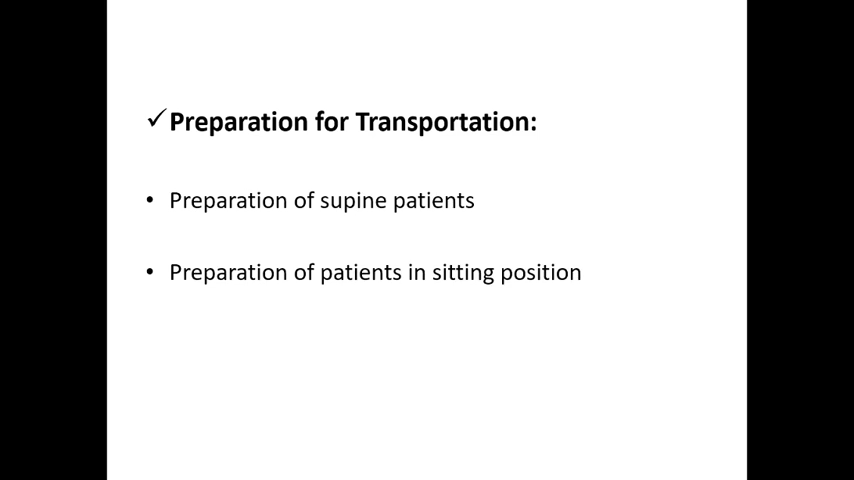 ✓Preparation for Transportation:
• Preparation of supine patients
• Preparation of patients in sitting position